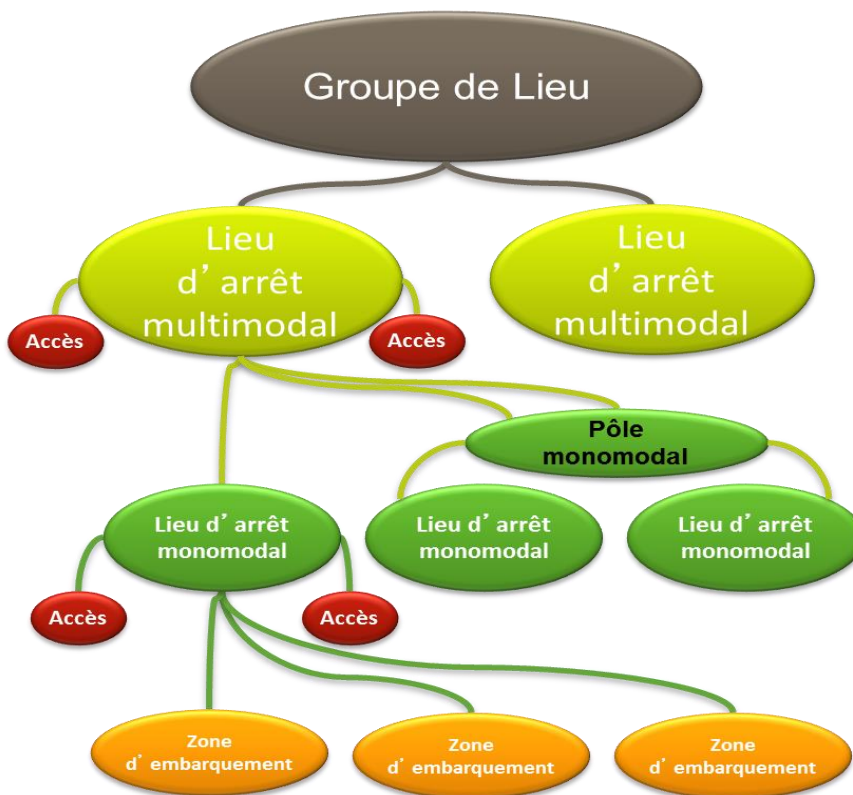 Groupe de Lieu
Lieu
d’ arrêt
multimodal
Lieu
d’ arrêt
multimodal
Accès
Accès
Pôle
monomodal
Lieu d’ arrêt
monomodal
Lieu d’ arrêt
monomodal
Lieu d’ arrêt
monomodal
Accès
Accès
Zone
d’ embarquement
Zone
d’ embarquement
Zone
d’ embarquement